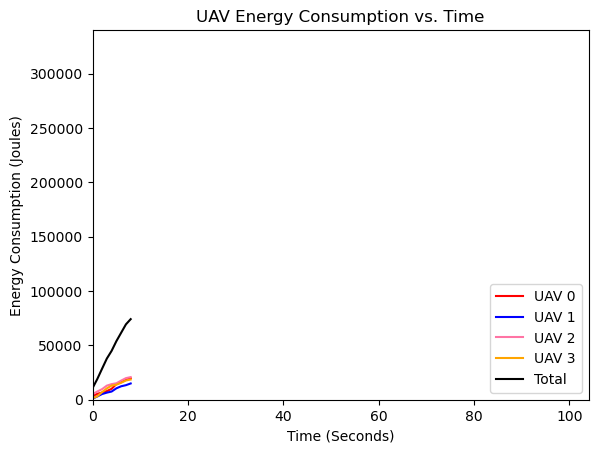 UAV Energy Consumption vs. Time
Energy Consumption (Joules)
300000
250000
200000
150000
100000
50000
0
0 20 40 60 80 100
Time (Seconds)
UAV 0
UAV 1
UAV 2
UAV 3
Total